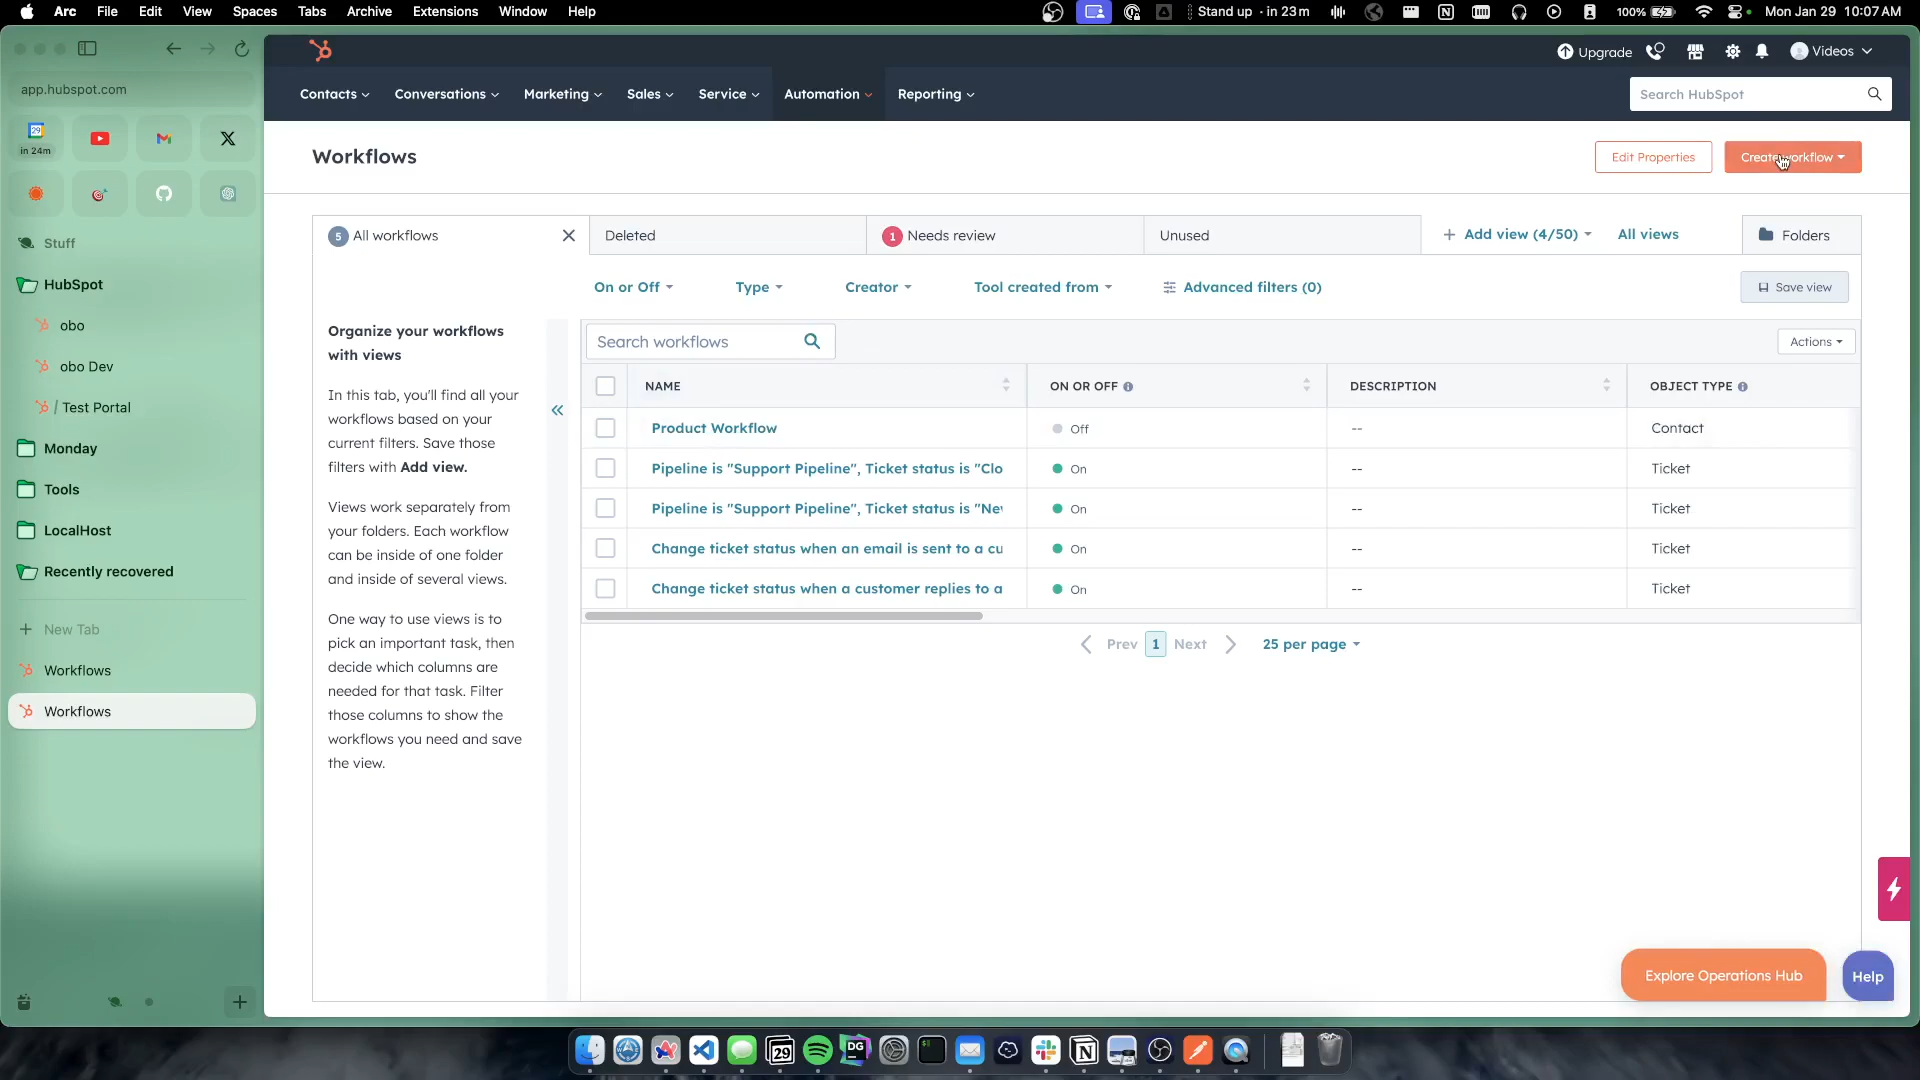 Arc File Edit View Spaces Tabs Archive Extensions Window Help
Stand up · in 23m
100%
Mon Jan 29 10:07 AM
app.hubspot.com
29
in 24m
Stuff
HubSpot
obo
obo Dev
/ Test Portal
Monday
Tools
LocalHost
Recently recovered
New Tab
Workflows
Workflows
Upgrade
Videos
Contacts Conversations Marketing Sales Service Automation Reporting
Search HubSpot
Workflows
Edit Properties
Create workflow
5 All workflows
Deleted
1 Needs review
Unused
Add view (4/50)
All views
Folders
On or Off Type Creator Tool created from Advanced filters (0)
Save view
Organize your workflows
with views
In this tab, you'll find all your
workflows based on your
current filters. Save those
filters with Add view.
Views work separately from
your folders. Each workflow
can be inside of one folder
and inside of several views.
One way to use views is to
pick an important task, then
decide which columns are
needed for that task. Filter
those columns to show the
workflows you need and save
the view.
Search workflows
Actions
NAME ON OR OFF DESCRIPTION OBJECT TYPE
Product Workflow Off -- Contact
Pipeline is "Support Pipeline", Ticket status is "Clo On -- Ticket
Pipeline is "Support Pipeline", Ticket status is "Ne On -- Ticket
Change ticket status when an email is sent to a cu On -- Ticket
Change ticket status when a customer replies to a On -- Ticket
Prev 1 Next 25 per page
Explore Operations Hub
Help
29
DG